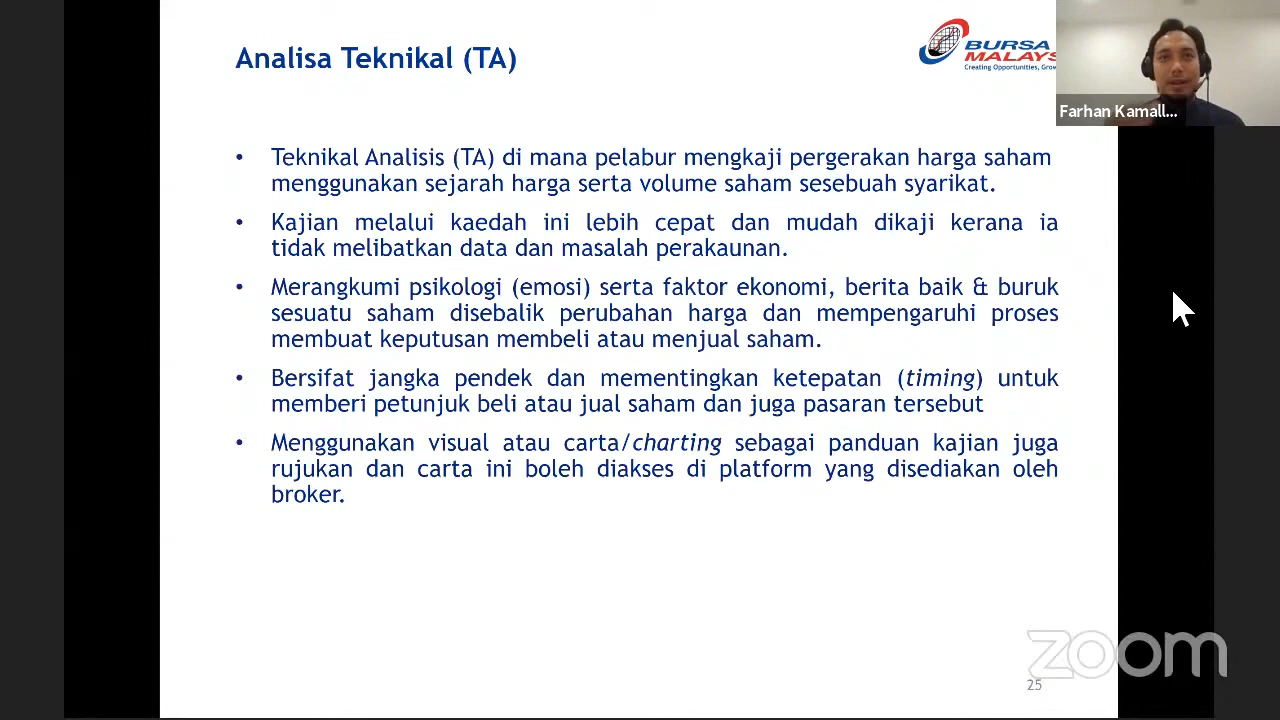 Analisa Teknikal (TA)
BURSA
MALAYS
Creating Opportunities, Grow
Farhan Kamall...
• Teknikal Analisis (TA) di mana pelabur mengkaji pergerakan harga saham
menggunakan sejarah harga serta volume saham sesebuah syarikat.
• Kajian melalui kaedah ini lebih cepat dan mudah dikaji kerana ia
tidak melibatkan data dan masalah perakaunan.
• Merangkumi psikologi (emosi) serta faktor ekonomi, berita baik & buruk
sesuatu saham disebalik perubahan harga dan mempengaruhi proses
membuat keputusan membeli atau menjual saham.
• Bersifat jangka pendek dan mementingkan ketepatan (timing) untuk
memberi petunjuk beli atau jual saham dan juga pasaran tersebut
• Menggunakan visual atau carta/charting sebagai panduan kajian juga
rujukan dan carta ini boleh diakses di platform yang disediakan oleh
broker.
zoom
25